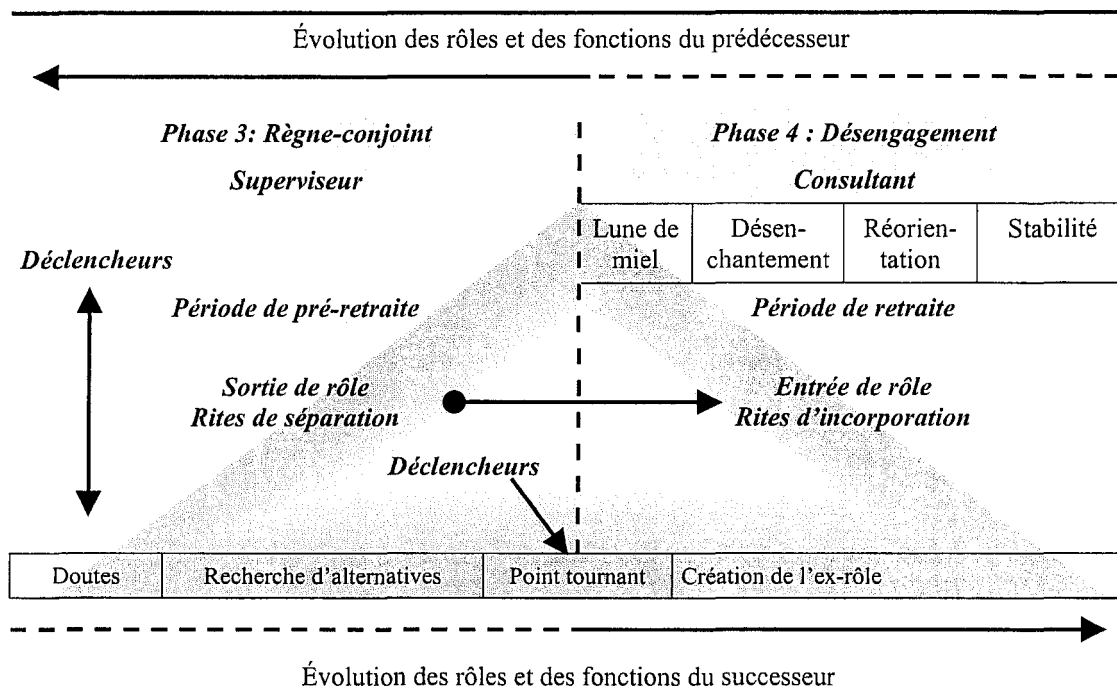 Évolution des rôles et des fonctions du prédécesseur
Phase 3: Règne-conjoint
Superviseur
Phase 4 : Désengagement
Consultant
Lune de
miel
Désen-
chantement
Réorien-
tation
Stabilité
Déclencheurs
Période de pré-retraite
Période de retraite
Sortie de rôle
Rites de séparation
Entrée de rôle
Rites d'incorporation
Déclencheurs
Doutes
Recherche d'alternatives
Point tournant
Création de l'ex-rôle
Évolution des rôles et des fonctions du successeur